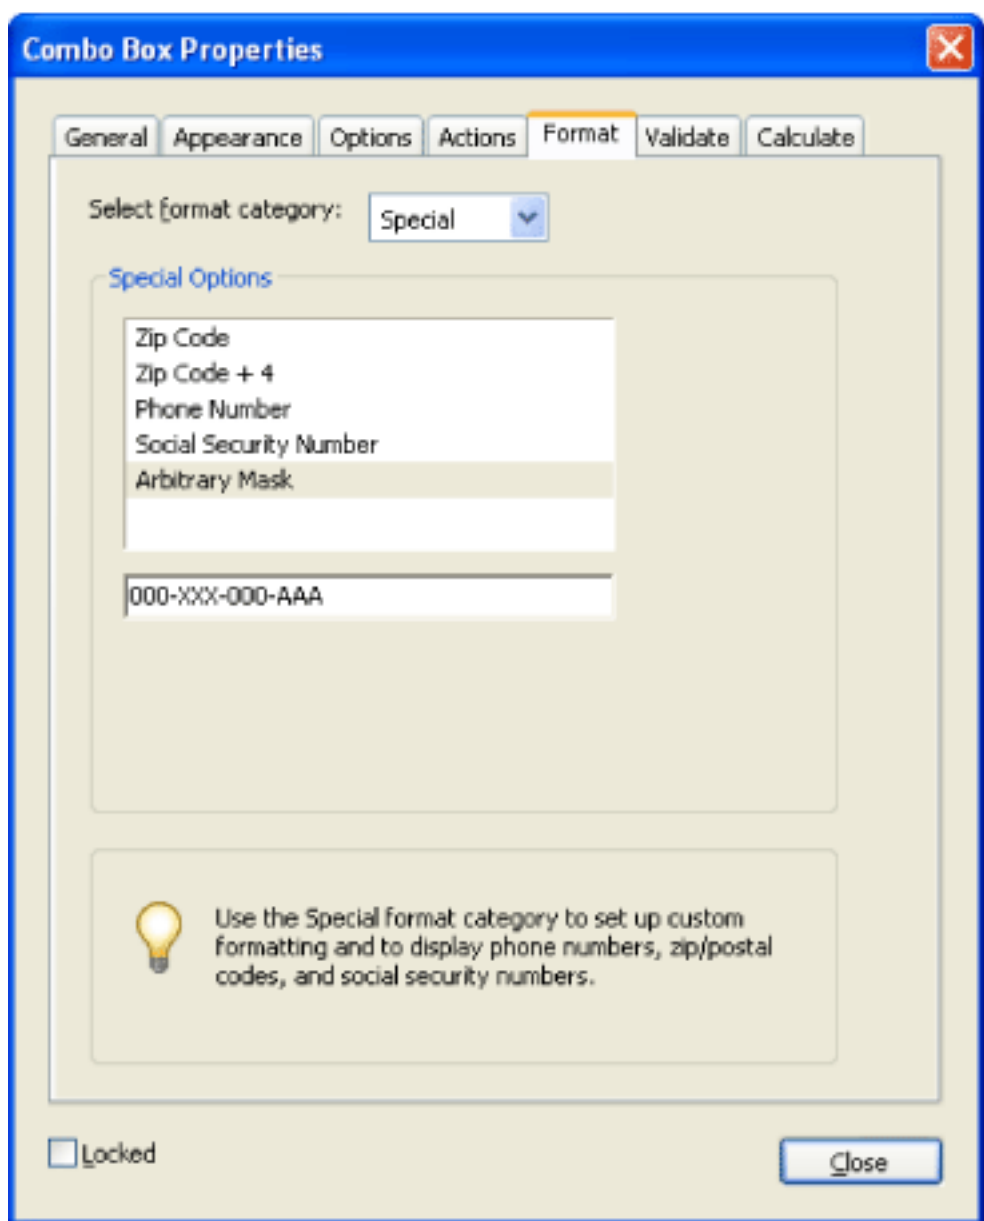 Combo Box Properties
General Appearance Options Actions Format Validate Calculate
Select format category: Special
Special Options
Zip Code
Zip Code + 4
Phone Number
Social Security Number
Arbitrary Mask
000-XXX-000-AAA
Use the Special format category to set up custom
formatting and to display phone numbers, zip/postal
codes, and social security numbers.
Locked
Close